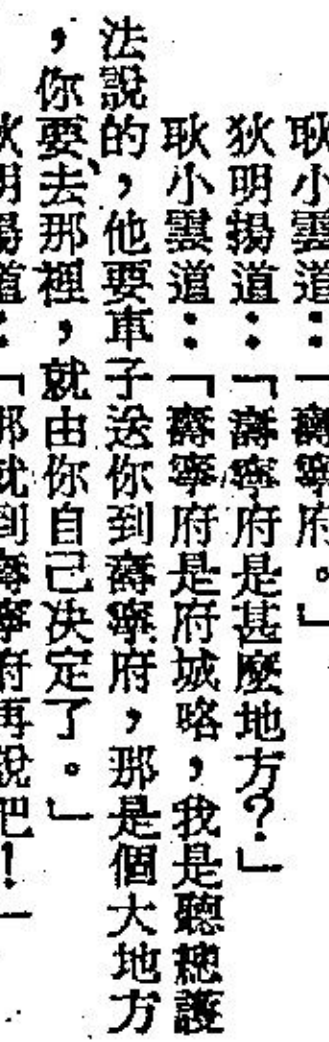 耿小雲道：「壽寧府。」
狄明揚道：「壽寧府是甚麼地方？」
耿小雲道：「壽寧府是府城咯，我是聽總護
法說的，他要車子送你到壽寧府，那是個大地方
，你要去那裡，就由你自己決定了。」
狄明揚道：「那就到壽寧府再說吧！」